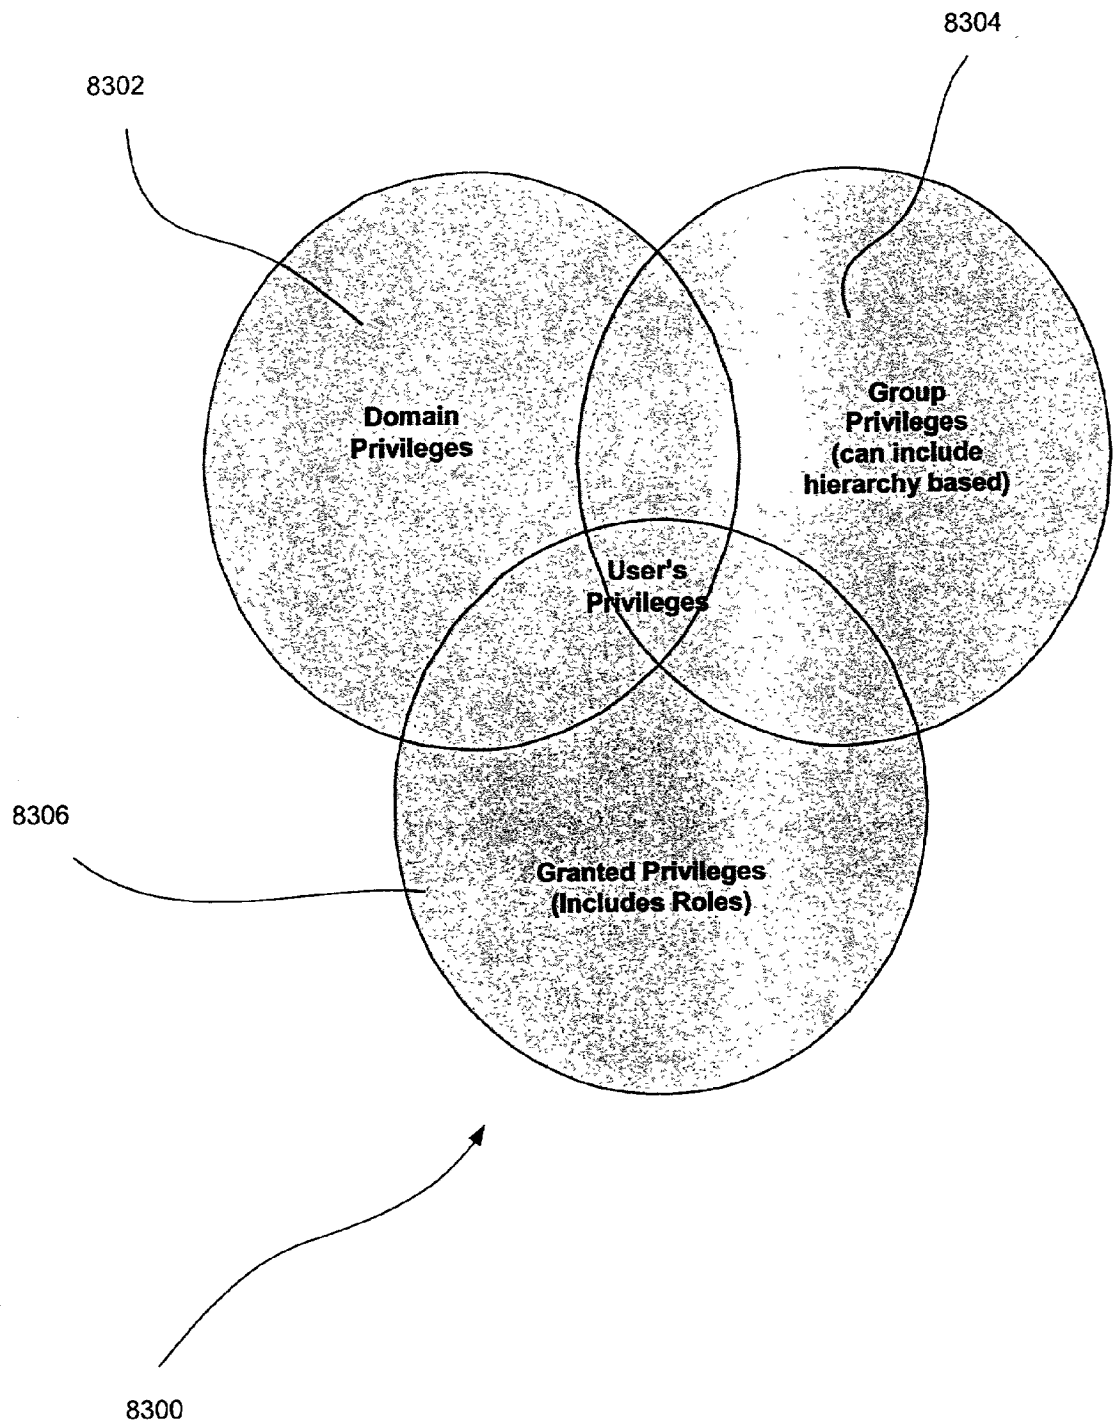 8304
8302
Domain
Privileges
Group
Privileges
(can include
hierarchy based)
User's
Privileges
8306
Granted Privileges
(Includes Roles)
8300